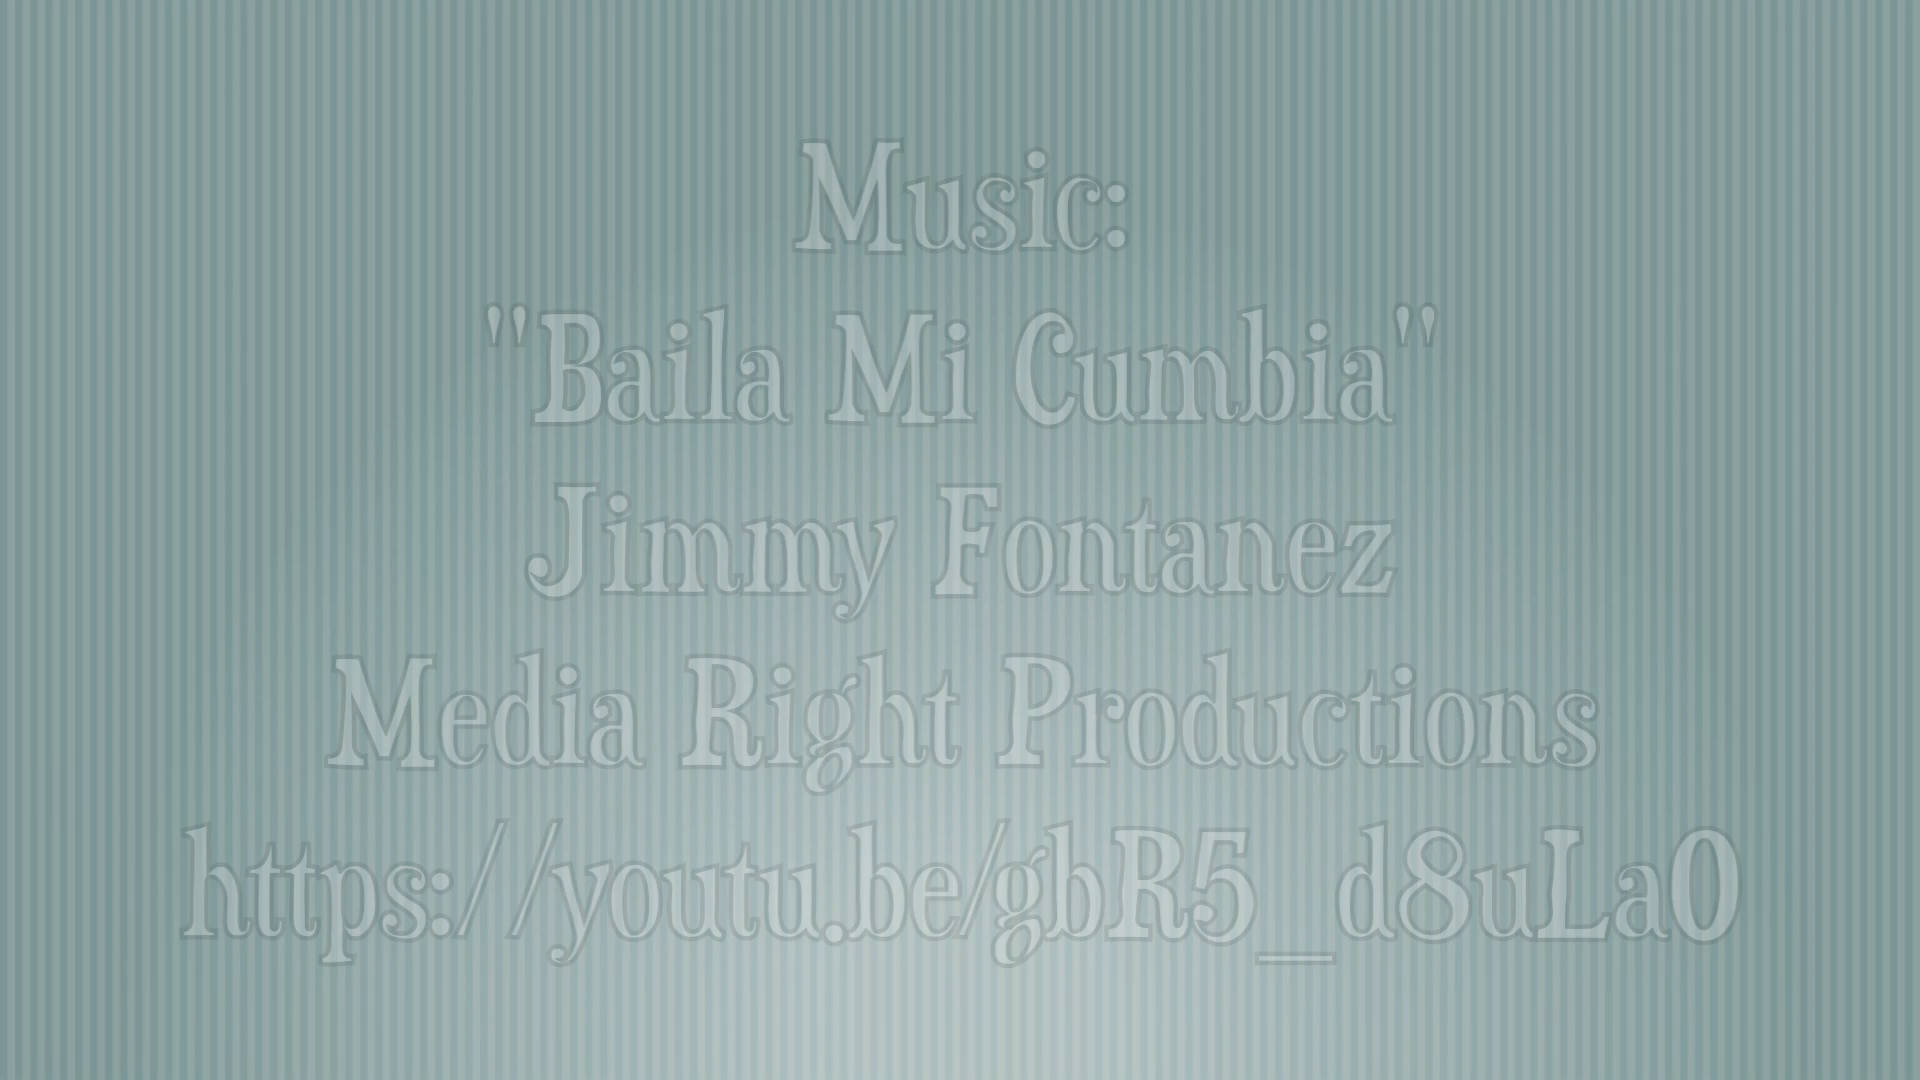 Music:
"Baila Mi Cumbia"
Jimmy Fontanez
Media Right Productions
https://youtu.be/gbR5_d8uLa0